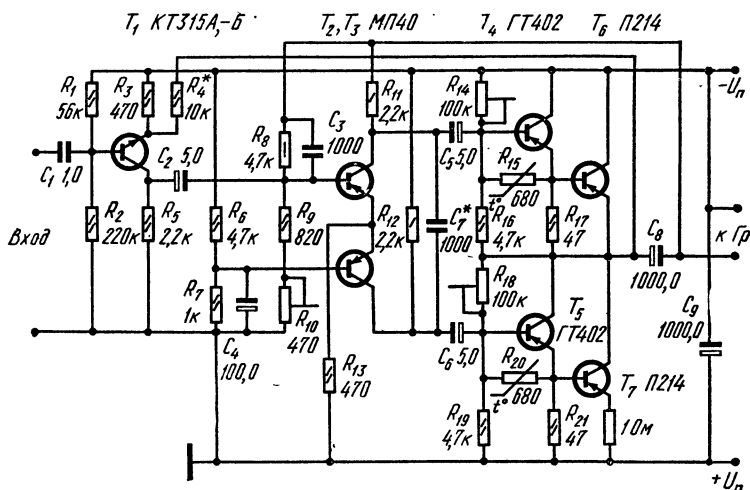 T₁ КТ315А,-Б T₂, T₃ МП40 T₄ ГТ402 T₆ П214
R₁ 56к
R₃ 470
R₄* 10к
R₁₁ 2,2к
R₁₄ 100к
-Uп
C₁ 1,0
C₂ 5,0
R₈ 4,7к
C₃ 1000
C₅ 5,0
R₁₅ t° 680
Вход
R₂ 220к
R₅ 2,2к
R₆ 4,7к
R₉ 820
R₁₂ 2,2к
C₇* 1000
R₁₆ 4,7к
R₁₇ 47
C₈ 1000,0
к Гр
R₇ 1к
C₄ 100,0
R₁₀ 470
R₁₃ 470
R₁₈ 100к
C₆ 5,0
T₅ ГТ402
C₉ 1000,0
R₂₀ t° 680
T₇ П214
R₁₉ 4,7к
R₂₁ 47
1 Ом
+Uп